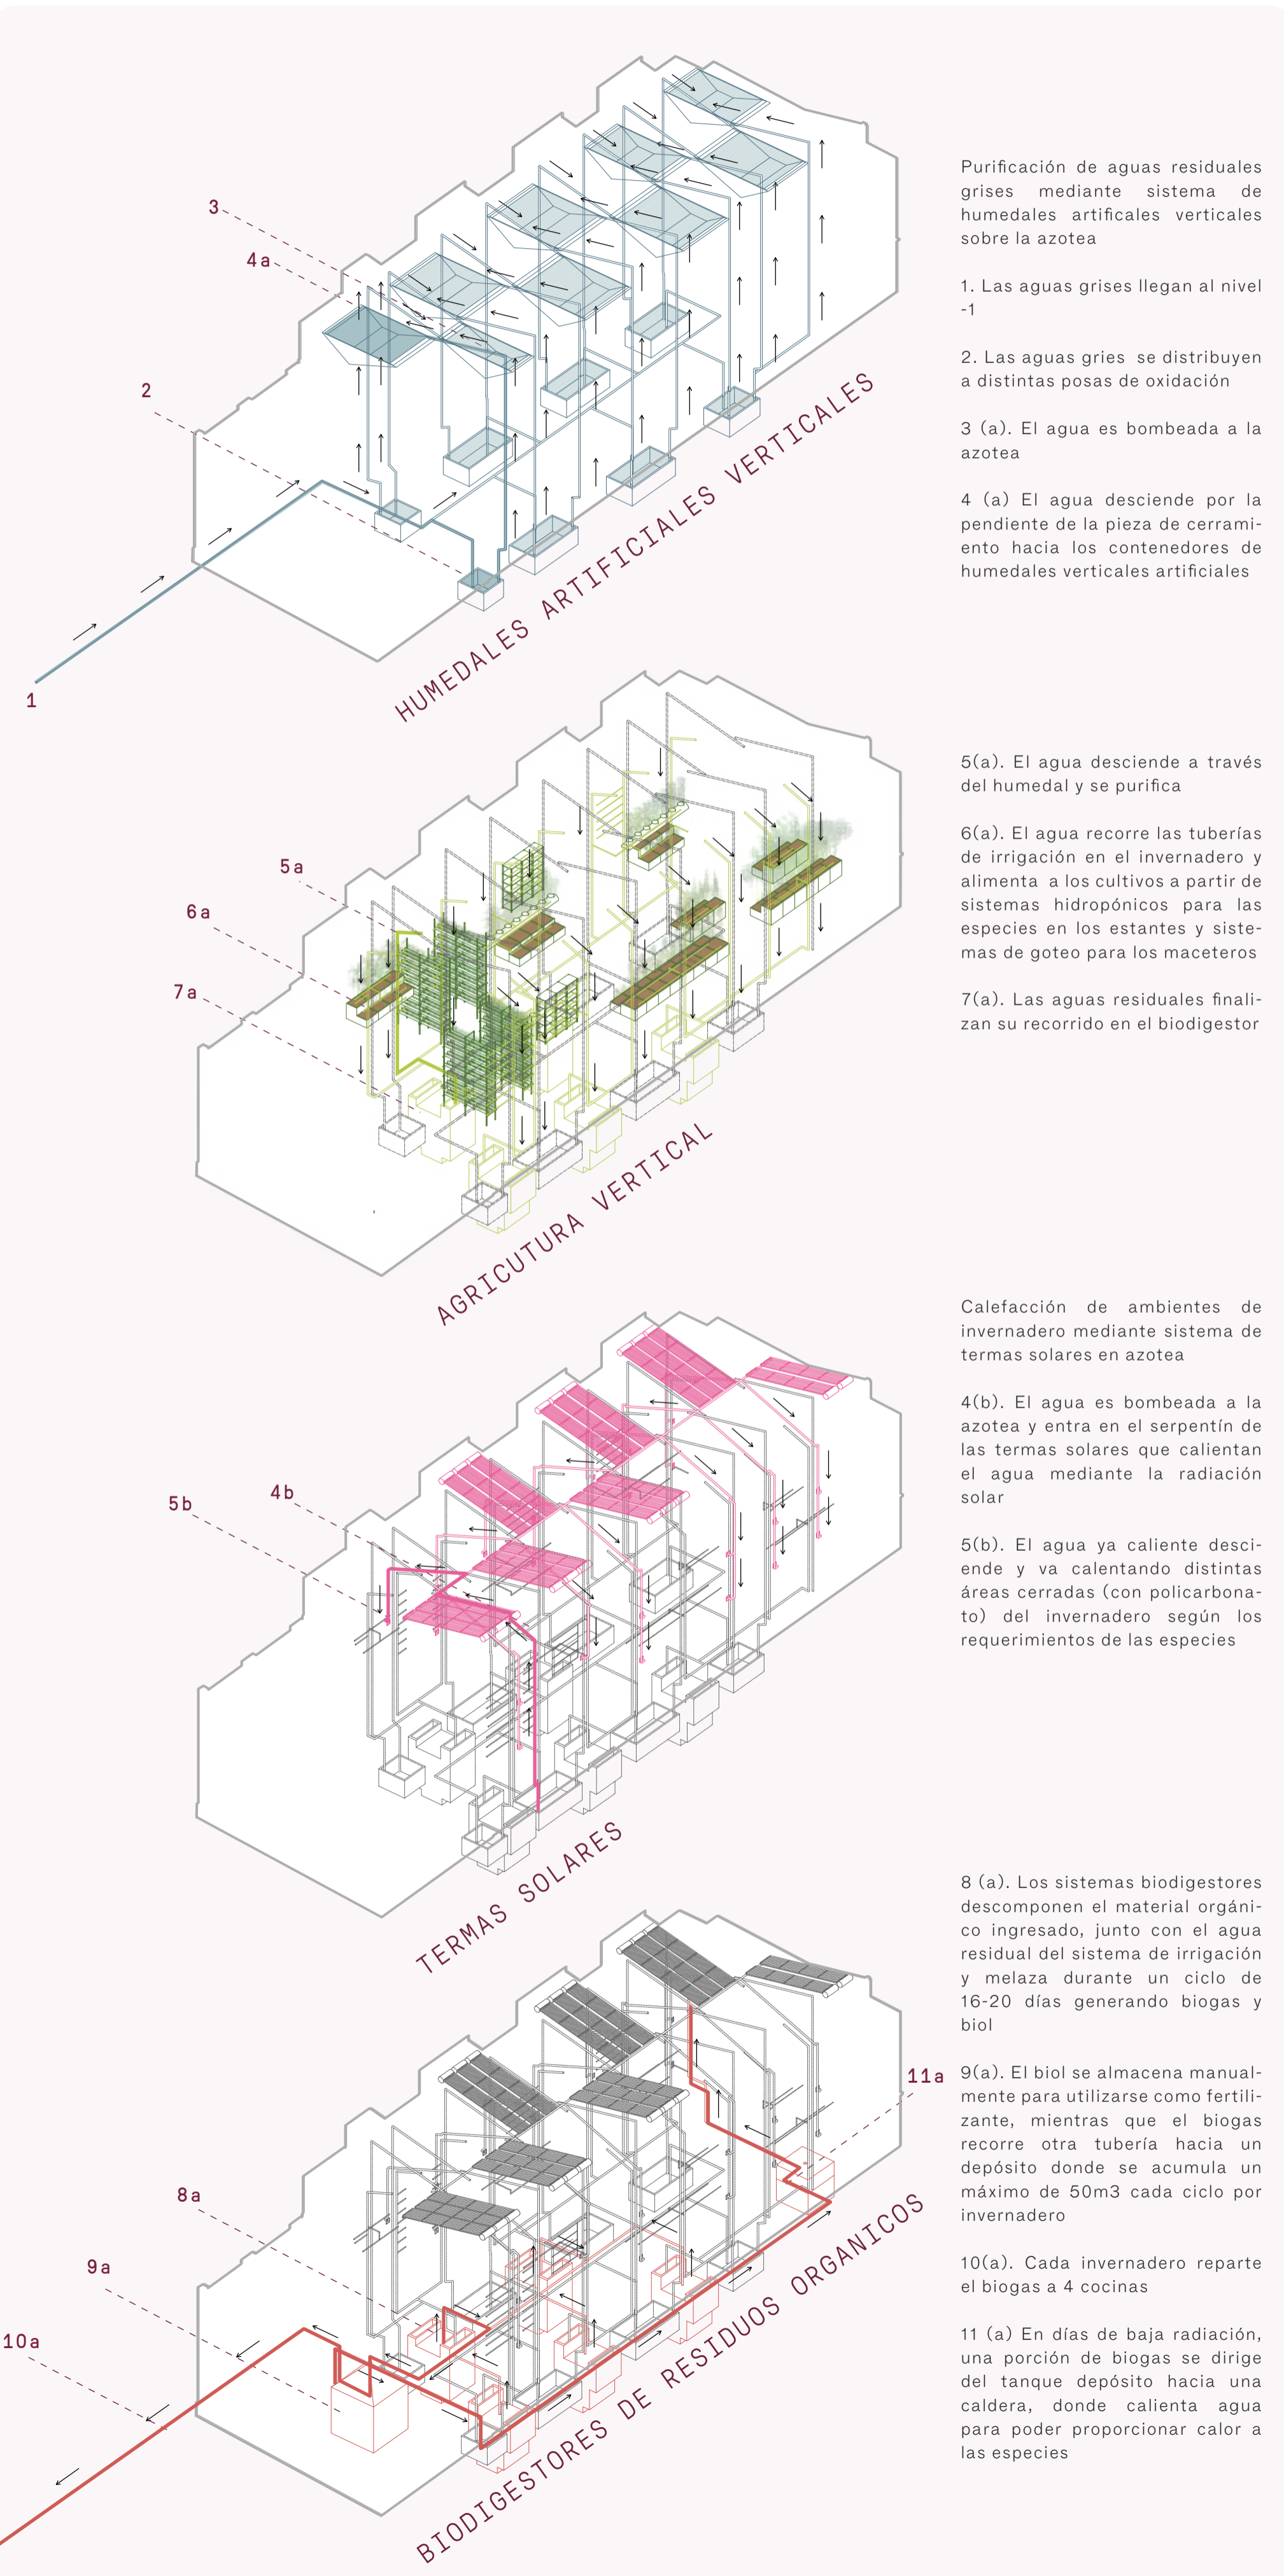 Purificación de aguas residuales
grises mediante sistema de
humedales artificales verticales
sobre la azotea
1. Las aguas grises llegan al nivel
-1
2. Las aguas gries se distribuyen
a distintas posas de oxidación
3 (a). El agua es bombeada a la
azotea
4 (a) El agua desciende por la
pendiente de la pieza de cerrami-
ento hacia los contenedores de
humedales verticales artificiales
3
4a
2
1
HUMEDALES ARTIFICIALES VERTICALES
5(a). El agua desciende a través
del humedal y se purifica
6(a). El agua recorre las tuberías
de irrigación en el invernadero y
alimenta a los cultivos a partir de
sistemas hidropónicos para las
especies en los estantes y siste-
mas de goteo para los maceteros
7(a). Las aguas residuales finali-
zan su recorrido en el biodigestor
5a
6a
7a
AGRICUTURA VERTICAL
Calefacción de ambientes de
invernadero mediante sistema de
termas solares en azotea
4(b). El agua es bombeada a la
azotea y entra en el serpentín de
las termas solares que calientan
el agua mediante la radiación
solar
5(b). El agua ya caliente desci-
ende y va calentando distintas
áreas cerradas (con policarbona-
to) del invernadero según los
requerimientos de las especies
4b
5b
TERMAS SOLARES
8 (a). Los sistemas biodigestores
descomponen el material orgáni-
co ingresado, junto con el agua
residual del sistema de irrigación
y melaza durante un ciclo de
16-20 días generando biogas y
biol
9(a). El biol se almacena manual-
mente para utilizarse como fertili-
zante, mientras que el biogas
recorre otra tubería hacia un
depósito donde se acumula un
máximo de 50m3 cada ciclo por
invernadero
10(a). Cada invernadero reparte
el biogas a 4 cocinas
11 (a) En días de baja radiación,
una porción de biogas se dirige
del tanque depósito hacia una
caldera, donde calienta agua
para poder proporcionar calor a
las especies
11a
8a
9a
10a
BIODIGESTORES DE RESIDUOS ORGANICOS